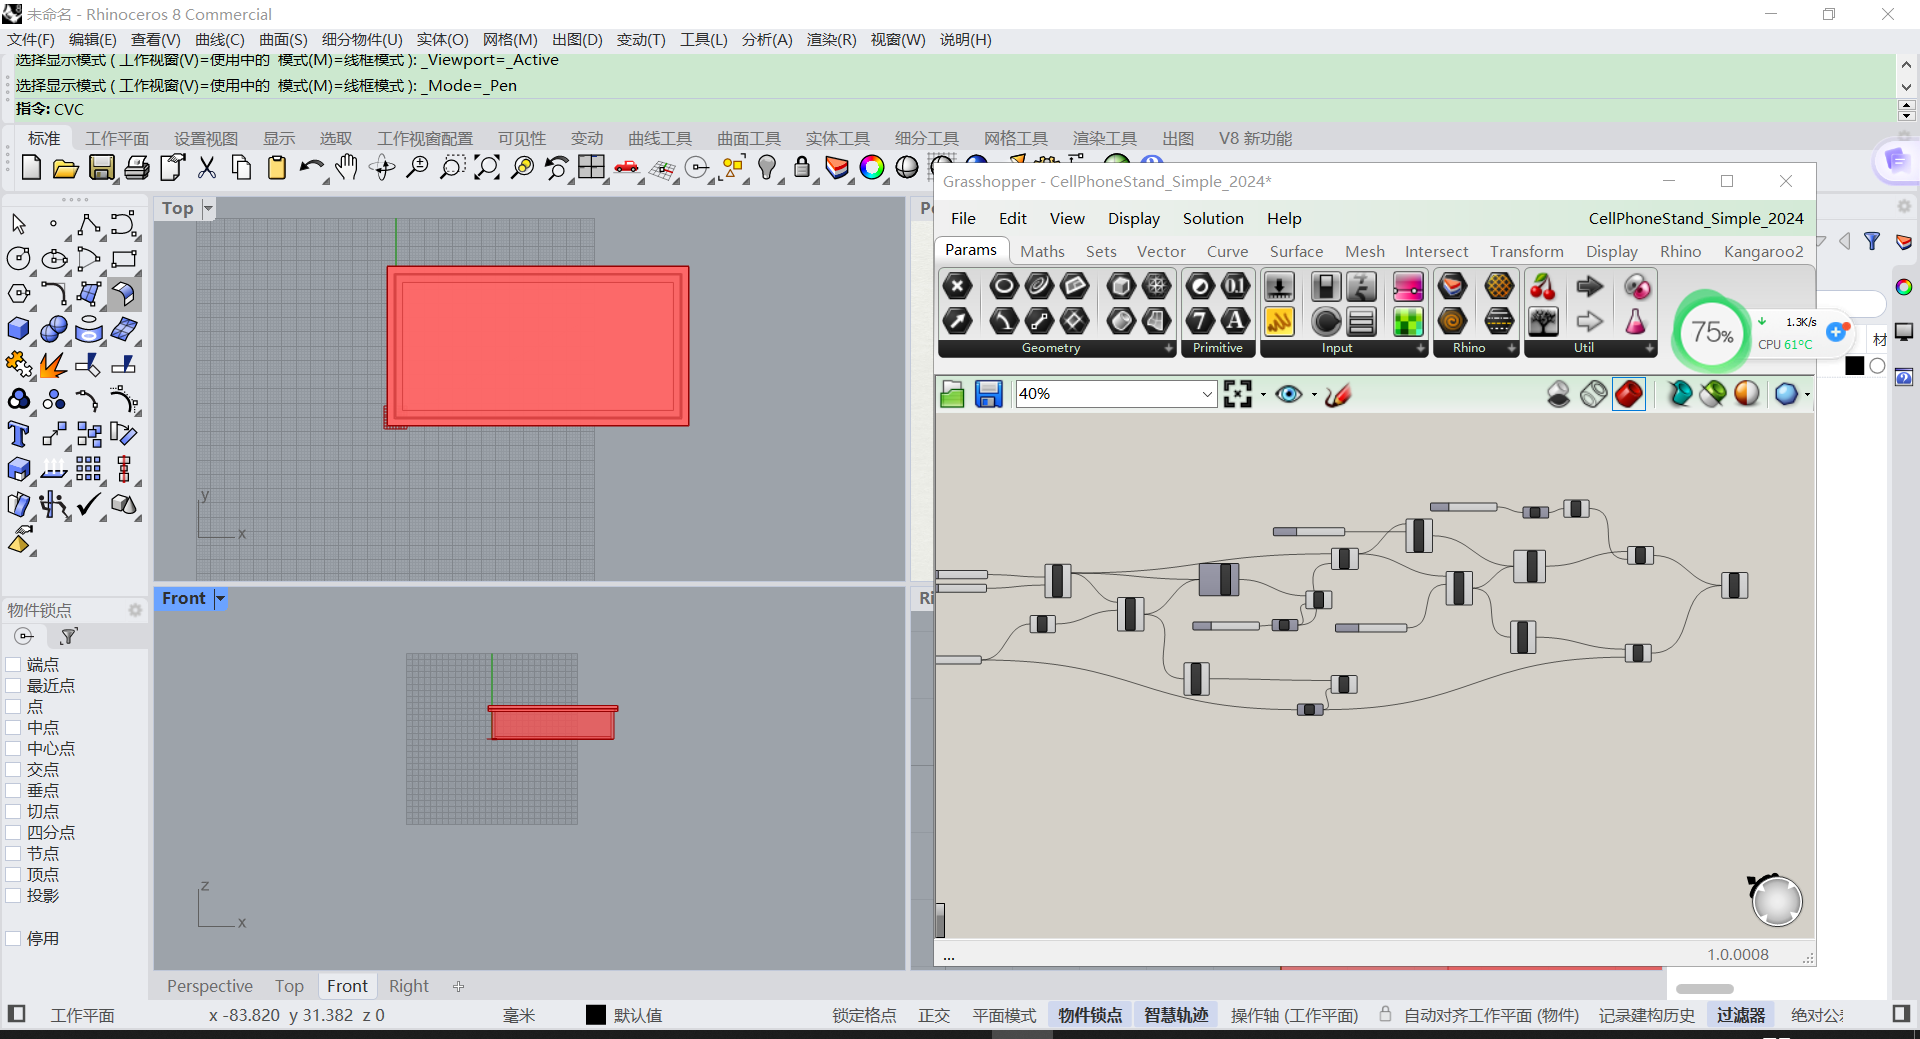 未命名 - Rhinoceros 8 Commercial
文件(F) 编辑(E) 查看(V) 曲线(C) 曲面(S) 细分物件(U) 实体(O) 网格(M) 出图(D) 变动(T) 工具(L) 分析(A) 渲染(R) 视窗(W) 说明(H)
选择显示模式 ( 工作视窗(V)=使用中的 模式(M)=线框模式 ): _Viewport=_Active
选择显示模式 ( 工作视窗(V)=使用中的 模式(M)=线框模式 ): _Mode=_Pen
指令: CVC
标准 工作平面 设置视图 显示 选取 工作视窗配置 可见性 变动 曲线工具 曲面工具 实体工具 细分工具 网格工具 渲染工具 出图 V8 新功能
Grasshopper - CellPhoneStand_Simple_2024*
File Edit View Display Solution Help CellPhoneStand_Simple_2024
Params Maths Sets Vector Curve Surface Mesh Intersect Transform Display Rhino Kangaroo2
Geometry Primitive Input Rhino Util
75% 1.3K/s
CPU 61°C
材
40%
Top
y
x
Front
z
x
物件锁点
端点
最近点
点
中点
中心点
交点
垂点
切点
四分点
节点
顶点
投影
停用
...
1.0.0008
Perspective Top Front Right
工作平面 x -83.820 y 31.382 z 0 毫米 默认值 锁定格点 正交 平面模式 物件锁点 智慧轨迹 操作轴 (工作平面) 自动对齐工作平面 (物件) 记录建构历史 过滤器 绝对公